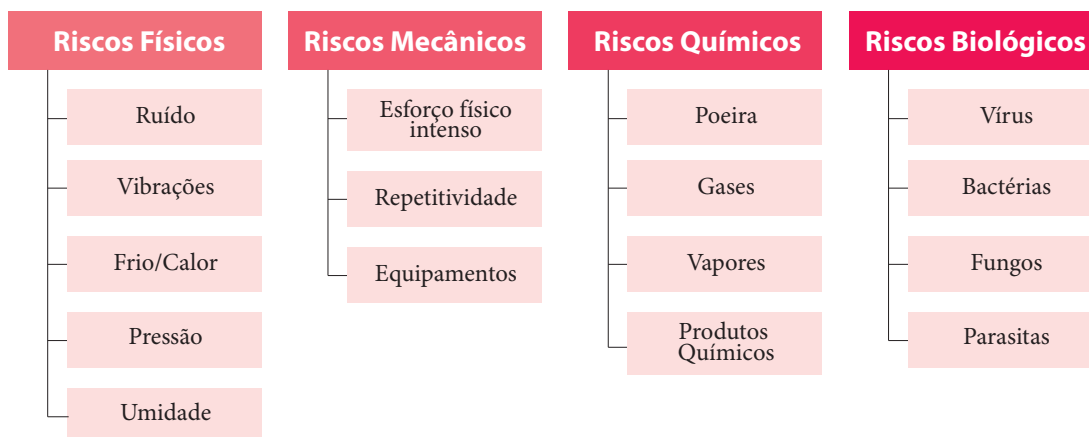 Riscos Físicos
Ruído
Vibrações
Frio/Calor
Pressão
Umidade
Riscos Mecânicos
Esforço físico
intenso
Repetitividade
Equipamentos
Riscos Químicos
Poeira
Gases
Vapores
Produtos
Químicos
Riscos Biológicos
Vírus
Bactérias
Fungos
Parasitas